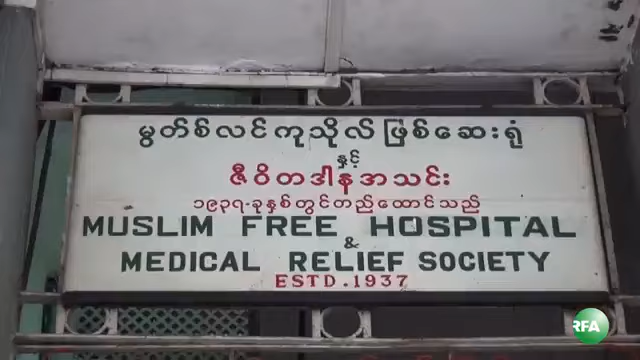 မွတ်စ်လင်ကုသိုလ်ဖြစ်ဆေးရုံ
နှင့်
ဇီဝိတဒါနအသင်း
၁၉၃၇-ခုနှစ်တွင်တည်ထောင်သည်
MUSLIM FREE HOSPITAL
&
MEDICAL RELIEF SOCIETY
ESTD.1937
RFA